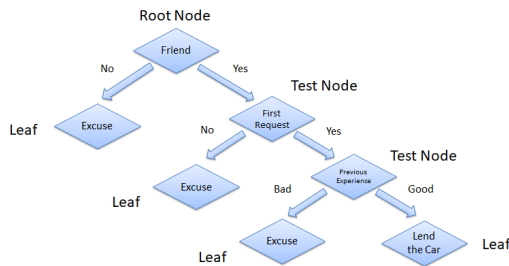 Root Node
Friend
No
Yes
Test Node
Leaf
Excuse
First
Request
No
Yes
Test Node
Leaf
Excuse
Previous
Experience
Bad
Good
Leaf
Excuse
Lend
the Car
Leaf